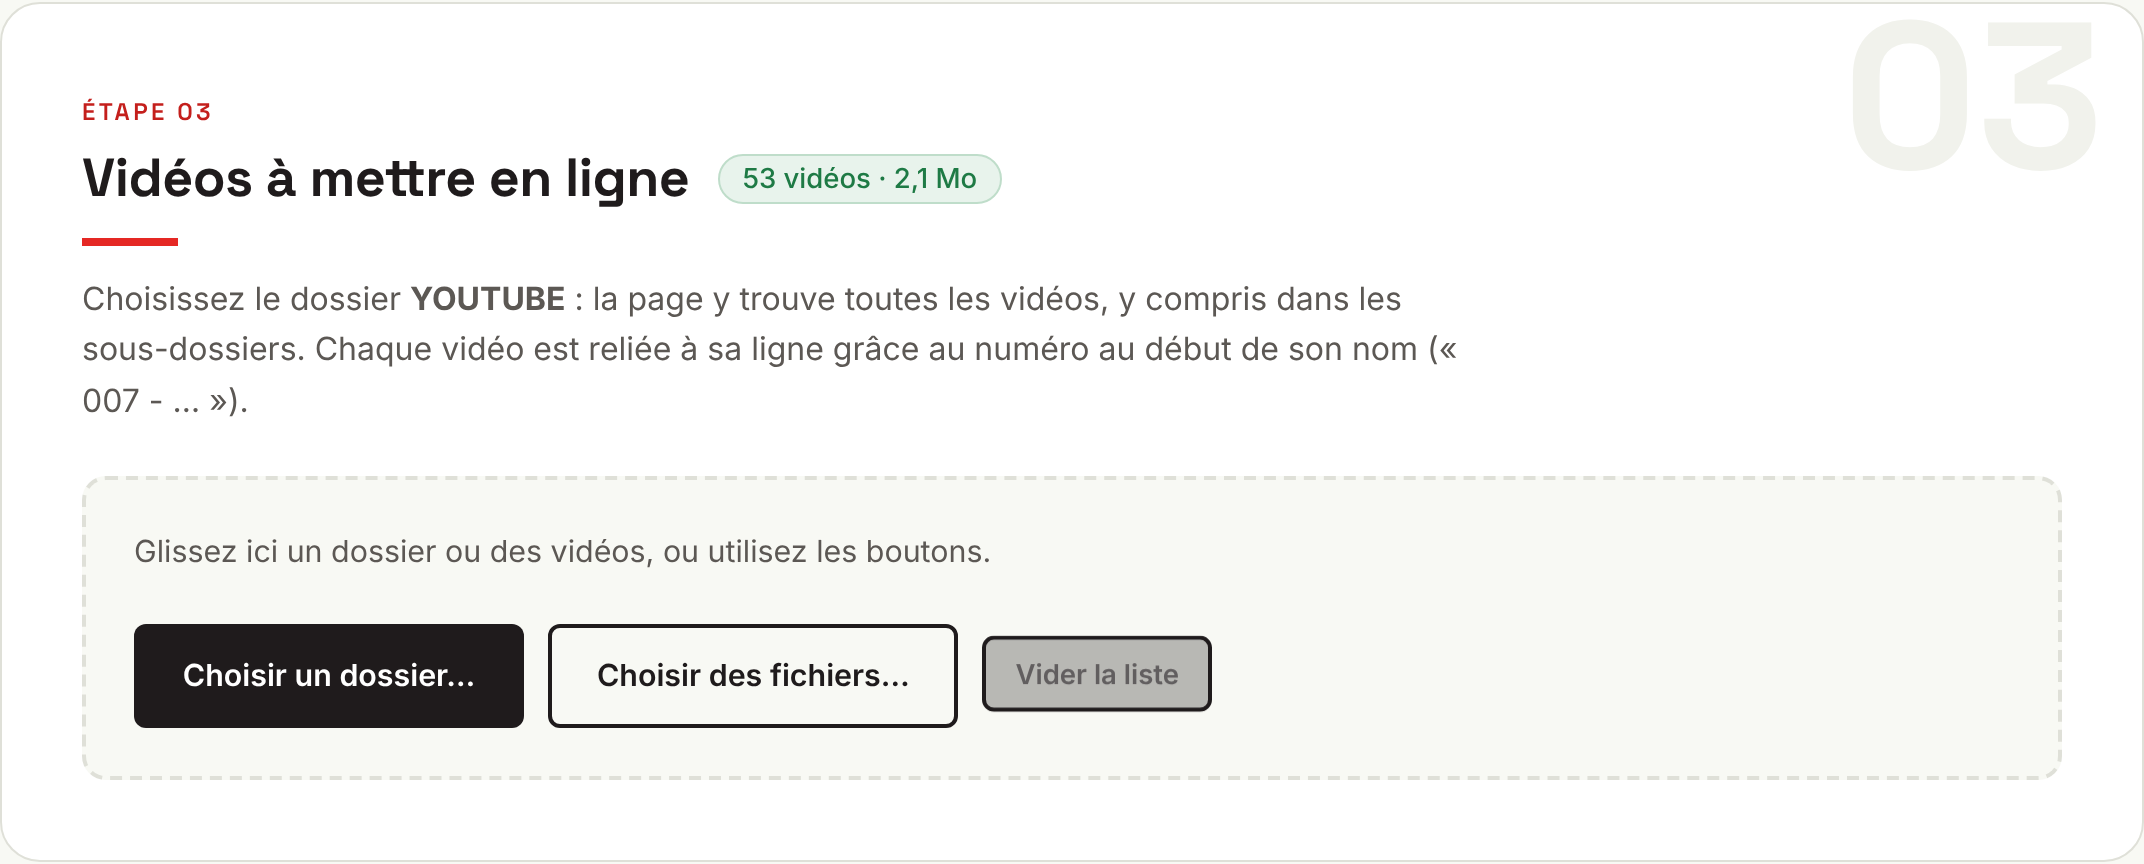 03
ÉTAPE 03
Vidéos à mettre en ligne
53 vidéos · 2,1 Mo
Choisissez le dossier YOUTUBE : la page y trouve toutes les vidéos, y compris dans les
sous-dossiers. Chaque vidéo est reliée à sa ligne grâce au numéro au début de son nom («
007 - … »).
Glissez ici un dossier ou des vidéos, ou utilisez les boutons.
Choisir un dossier…
Choisir des fichiers…
Vider la liste